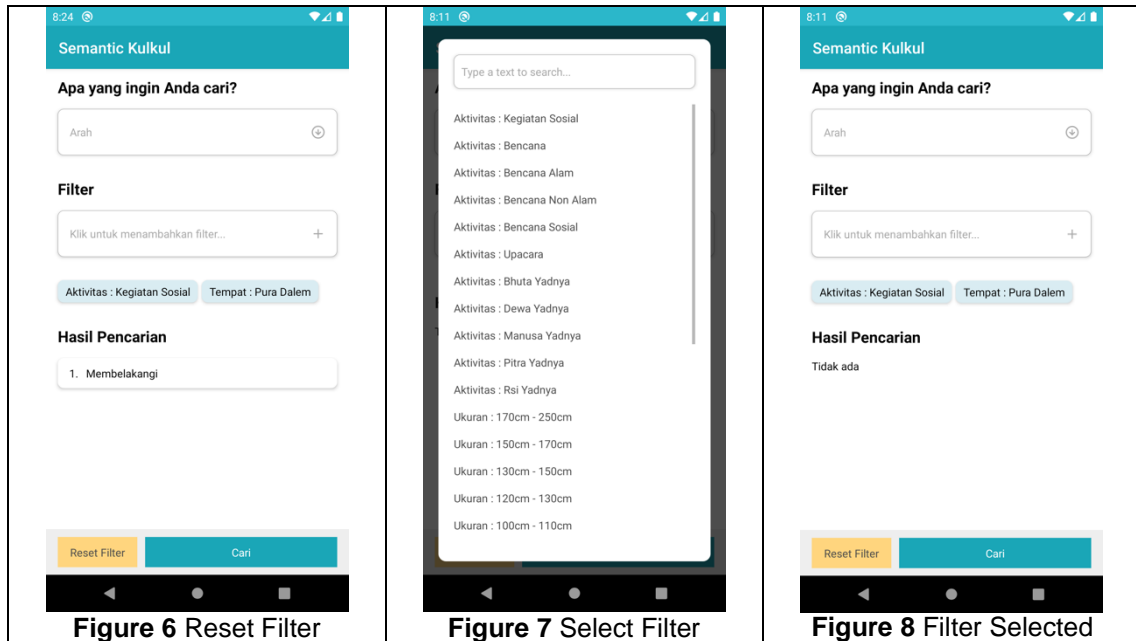 8:24
Semantic Kulkul
Apa yang ingin Anda cari?
Arah
Filter
Klik untuk menambahkan filter...
Aktivitas : Kegiatan Sosial Tempat : Pura Dalem
Hasil Pencarian
1. Membelakangi
Reset Filter Cari
Figure 6 Reset Filter
8:11
Type a text to search...
Aktivitas : Kegiatan Sosial
Aktivitas : Bencana
Aktivitas : Bencana Alam
Aktivitas : Bencana Non Alam
Aktivitas : Bencana Sosial
Aktivitas : Upacara
Aktivitas : Bhuta Yadnya
Aktivitas : Dewa Yadnya
Aktivitas : Manusa Yadnya
Aktivitas : Pitra Yadnya
Aktivitas : Rsi Yadnya
Ukuran : 170cm - 250cm
Ukuran : 150cm - 170cm
Ukuran : 130cm - 150cm
Ukuran : 120cm - 130cm
Ukuran : 100cm - 110cm
Figure 7 Select Filter
8:11
Semantic Kulkul
Apa yang ingin Anda cari?
Arah
Filter
Klik untuk menambahkan filter...
Aktivitas : Kegiatan Sosial Tempat : Pura Dalem
Hasil Pencarian
Tidak ada
Reset Filter Cari
Figure 8 Filter Selected